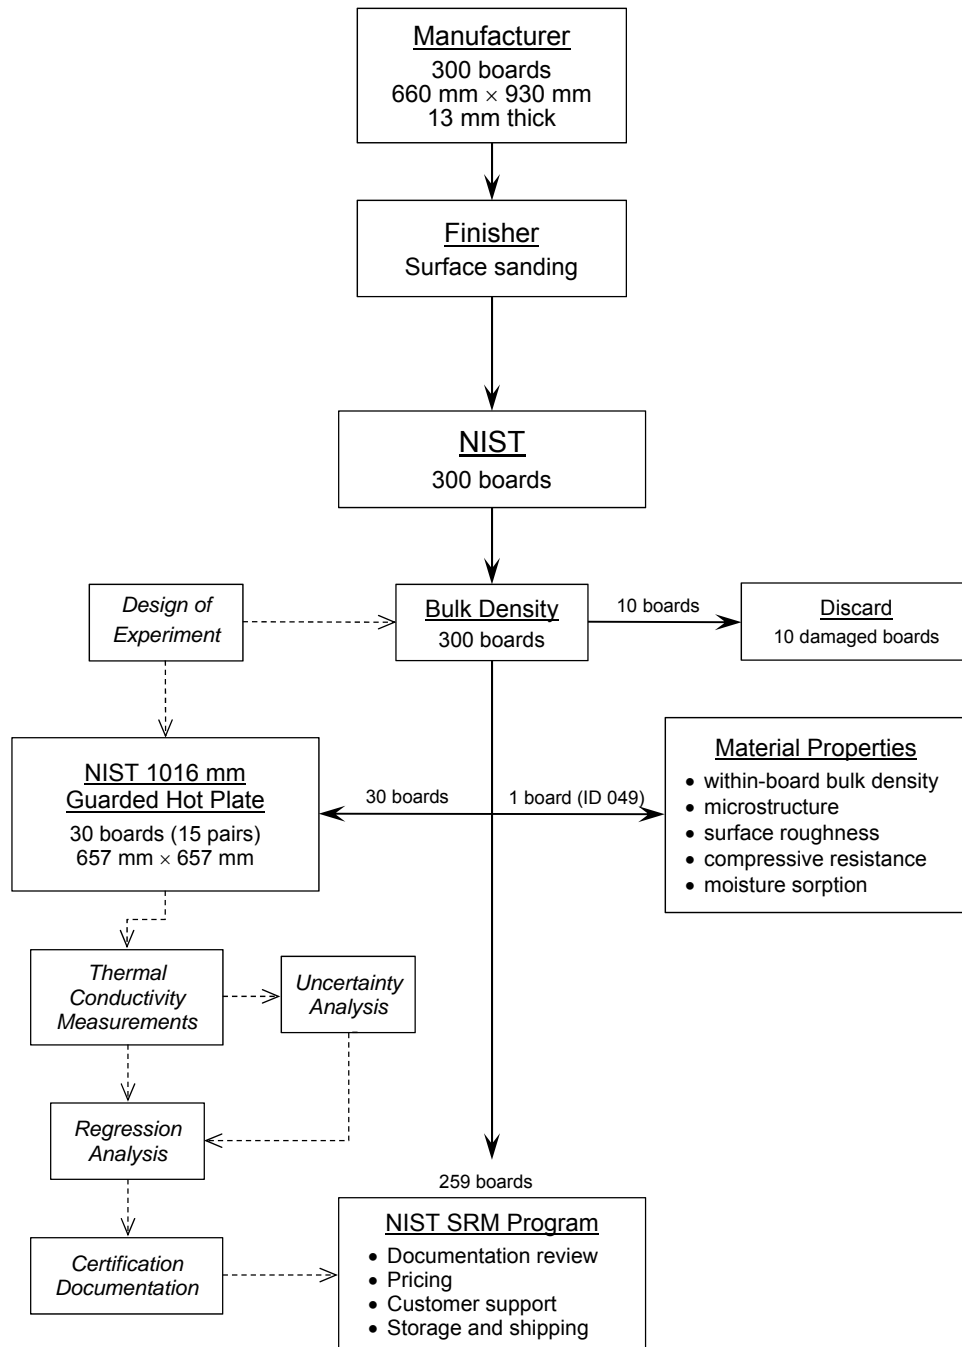 Manufacturer
300 boards
660 mm × 930 mm
13 mm thick
Finisher
Surface sanding
NIST
300 boards
Design of
Experiment
Bulk Density
300 boards
10 boards
Discard
10 damaged boards
NIST 1016 mm
Guarded Hot Plate
30 boards (15 pairs)
657 mm × 657 mm
30 boards
1 board (ID 049)
Material Properties
• within-board bulk density
• microstructure
• surface roughness
• compressive resistance
• moisture sorption
Thermal
Conductivity
Measurements
Uncertainty
Analysis
Regression
Analysis
Certification
Documentation
259 boards
NIST SRM Program
• Documentation review
• Pricing
• Customer support
• Storage and shipping